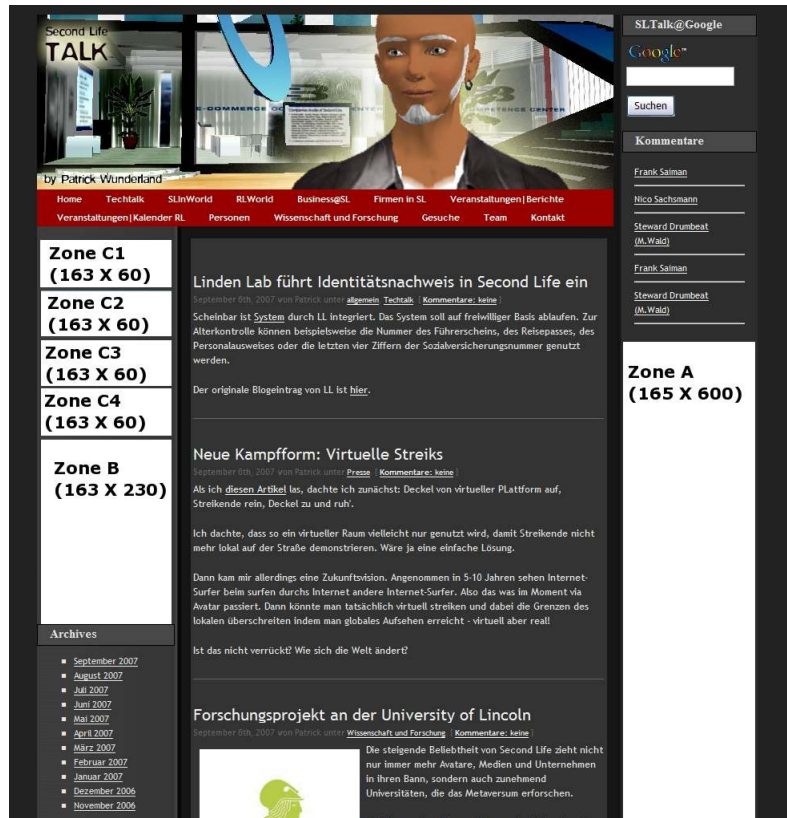 Second Life
TALK
by Patrick Wunderland
E-COMMERCE
COMPETENCE CENTER
Home Techtalk SLInWorld RLWorld Business@SL Firmen in SL Veranstaltungen|Berichte
Veranstaltungen|Kalender RL Personen Wissenschaft und Forschung Gesuche Team Kontakt
Zone C1
(163 X 60)
Zone C2
(163 X 60)
Zone C3
(163 X 60)
Zone C4
(163 X 60)
Zone B
(163 X 230)
Archives
September 2007
August 2007
Juli 2007
Juni 2007
Mai 2007
April 2007
März 2007
Februar 2007
Januar 2007
Dezember 2006
November 2006
Linden Lab führt Identitätsnachweis in Second Life ein
September 6th, 2007 von Patrick unter allgemein, Techtalk [ Kommentare: keine ]
Scheinbar ist System durch LL integriert. Das System soll auf freiwilliger Basis ablaufen. Zur
Alterkontrolle können beispielsweise die Nummer des Führerscheins, des Reisepasses, des
Personalausweises oder die letzten vier Ziffern der Sozialversicherungsnummer genutzt
werden.
Der originale Blogeintrag von LL ist hier.
Neue Kampfform: Virtuelle Streiks
September 6th, 2007 von Patrick unter Presse [ Kommentare: keine ]
Als ich diesen Artikel las, dachte ich zunächst: Deckel von virtueller PLattform auf,
Streikende rein, Deckel zu und ruh'.
Ich dachte, dass so ein virtueller Raum vielleicht nur genutzt wird, damit Streikende nicht
mehr lokal auf der Straße demonstrieren. Wäre ja eine einfache Lösung.
Dann kam mir allerdings eine Zukunftsvision. Angenommen in 5-10 Jahren sehen Internet-
Surfer beim surfen durchs Internet andere Internet-Surfer. Also das was im Moment via
Avatar passiert. Dann könnte man tatsächlich virtuell streiken und dabei die Grenzen des
lokalen überschreiten indem man globales Aufsehen erreicht - virtuell aber real!
Ist das nicht verrückt? Wie sich die Welt ändert?
Forschungsprojekt an der University of Lincoln
September 6th, 2007 von Patrick unter Wissenschaft und Forschung [ Kommentare: keine ]
Die steigende Beliebtheit von Second Life zieht nicht
nur immer mehr Avatare, Medien und Unternehmen
in ihren Bann, sondern auch zunehmend
Universitäten, die das Metaversum erforschen.
SLTalk@Google
Google™
Suchen
Kommentare
Frank Saiman
Nico Sachsmann
Steward Drumbeat
(M.Wald)
Frank Saiman
Steward Drumbeat
(M.Wald)
Zone A
(165 X 600)